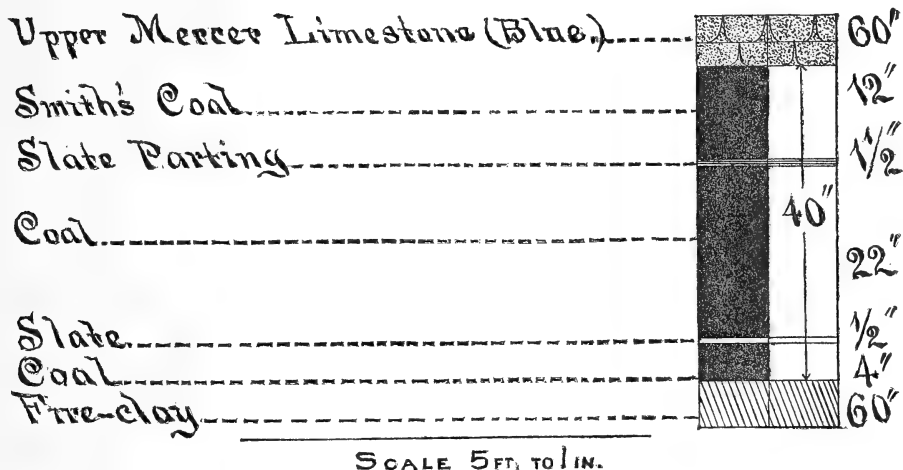 Upper Mercer Limestone (Blue.) 60"
Smith's Coal 12"
Slate Parting 1½"
40"
Coal 22"
Slate ½"
Coal 4"
Fire-clay 60"
SCALE 5 FT. TO 1 IN.